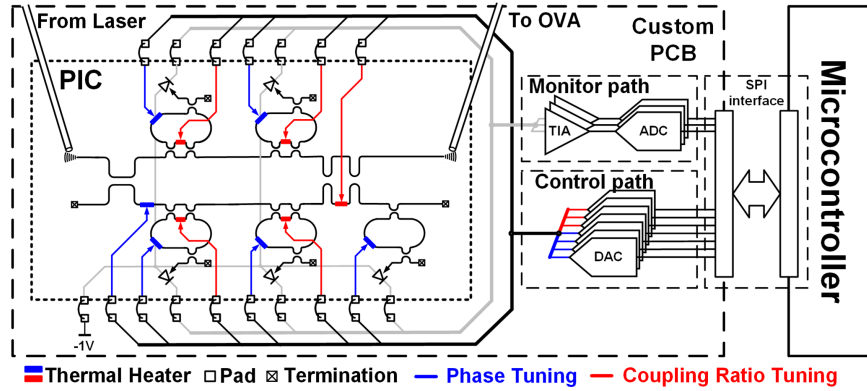 From Laser
To OVA
Custom
PCB
PIC
Monitor path
TIA
ADC
SPI
interface
Control path
DAC
Microcontroller
-1V
Thermal Heater
Pad
Termination
Phase Tuning
Coupling Ratio Tuning